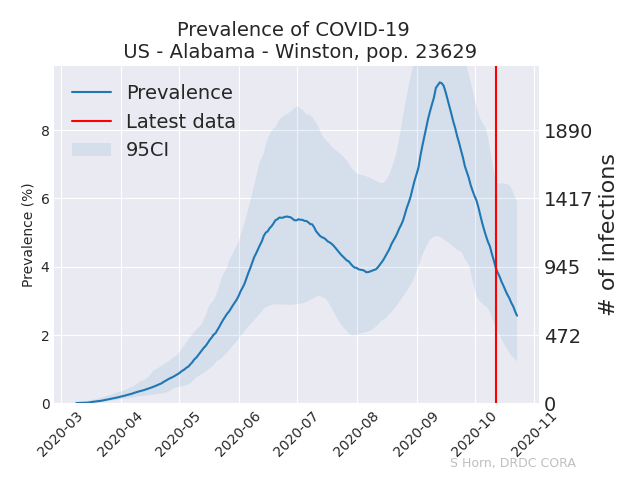 Prevalence of COVID-19
US - Alabama - Winston, pop. 23629
Prevalence
Latest data
95CI
Prevalence (%)
8
6
4
2
0
1890
1417
945
472
0
# of infections
2020-03
2020-04
2020-05
2020-06
2020-07
2020-08
2020-09
2020-10
2020-11
S Horn, DRDC CORA